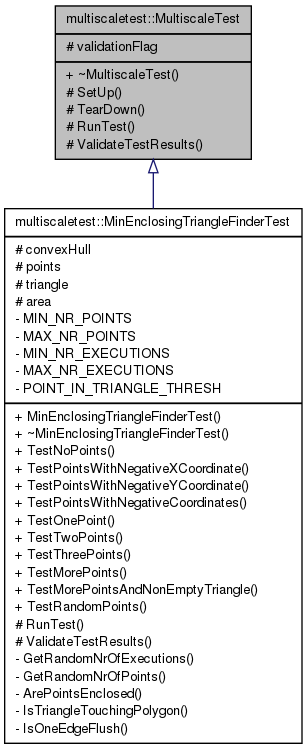 multiscaletest::MultiscaleTest
# validationFlag
+ ~MultiscaleTest()
# SetUp()
# TearDown()
# RunTest()
# ValidateTestResults()
multiscaletest::MinEnclosingTriangleFinderTest
# convexHull
# points
# triangle
# area
- MIN_NR_POINTS
- MAX_NR_POINTS
- MIN_NR_EXECUTIONS
- MAX_NR_EXECUTIONS
- POINT_IN_TRIANGLE_THRESH
+ MinEnclosingTriangleFinderTest()
+ ~MinEnclosingTriangleFinderTest()
+ TestNoPoints()
+ TestPointsWithNegativeXCoordinate()
+ TestPointsWithNegativeYCoordinate()
+ TestPointsWithNegativeCoordinates()
+ TestOnePoint()
+ TestTwoPoints()
+ TestThreePoints()
+ TestMorePoints()
+ TestMorePointsAndNonEmptyTriangle()
+ TestRandomPoints()
# RunTest()
# ValidateTestResults()
- GetRandomNrOfExecutions()
- GetRandomNrOfPoints()
- ArePointsEnclosed()
- IsTriangleTouchingPolygon()
- IsOneEdgeFlush()